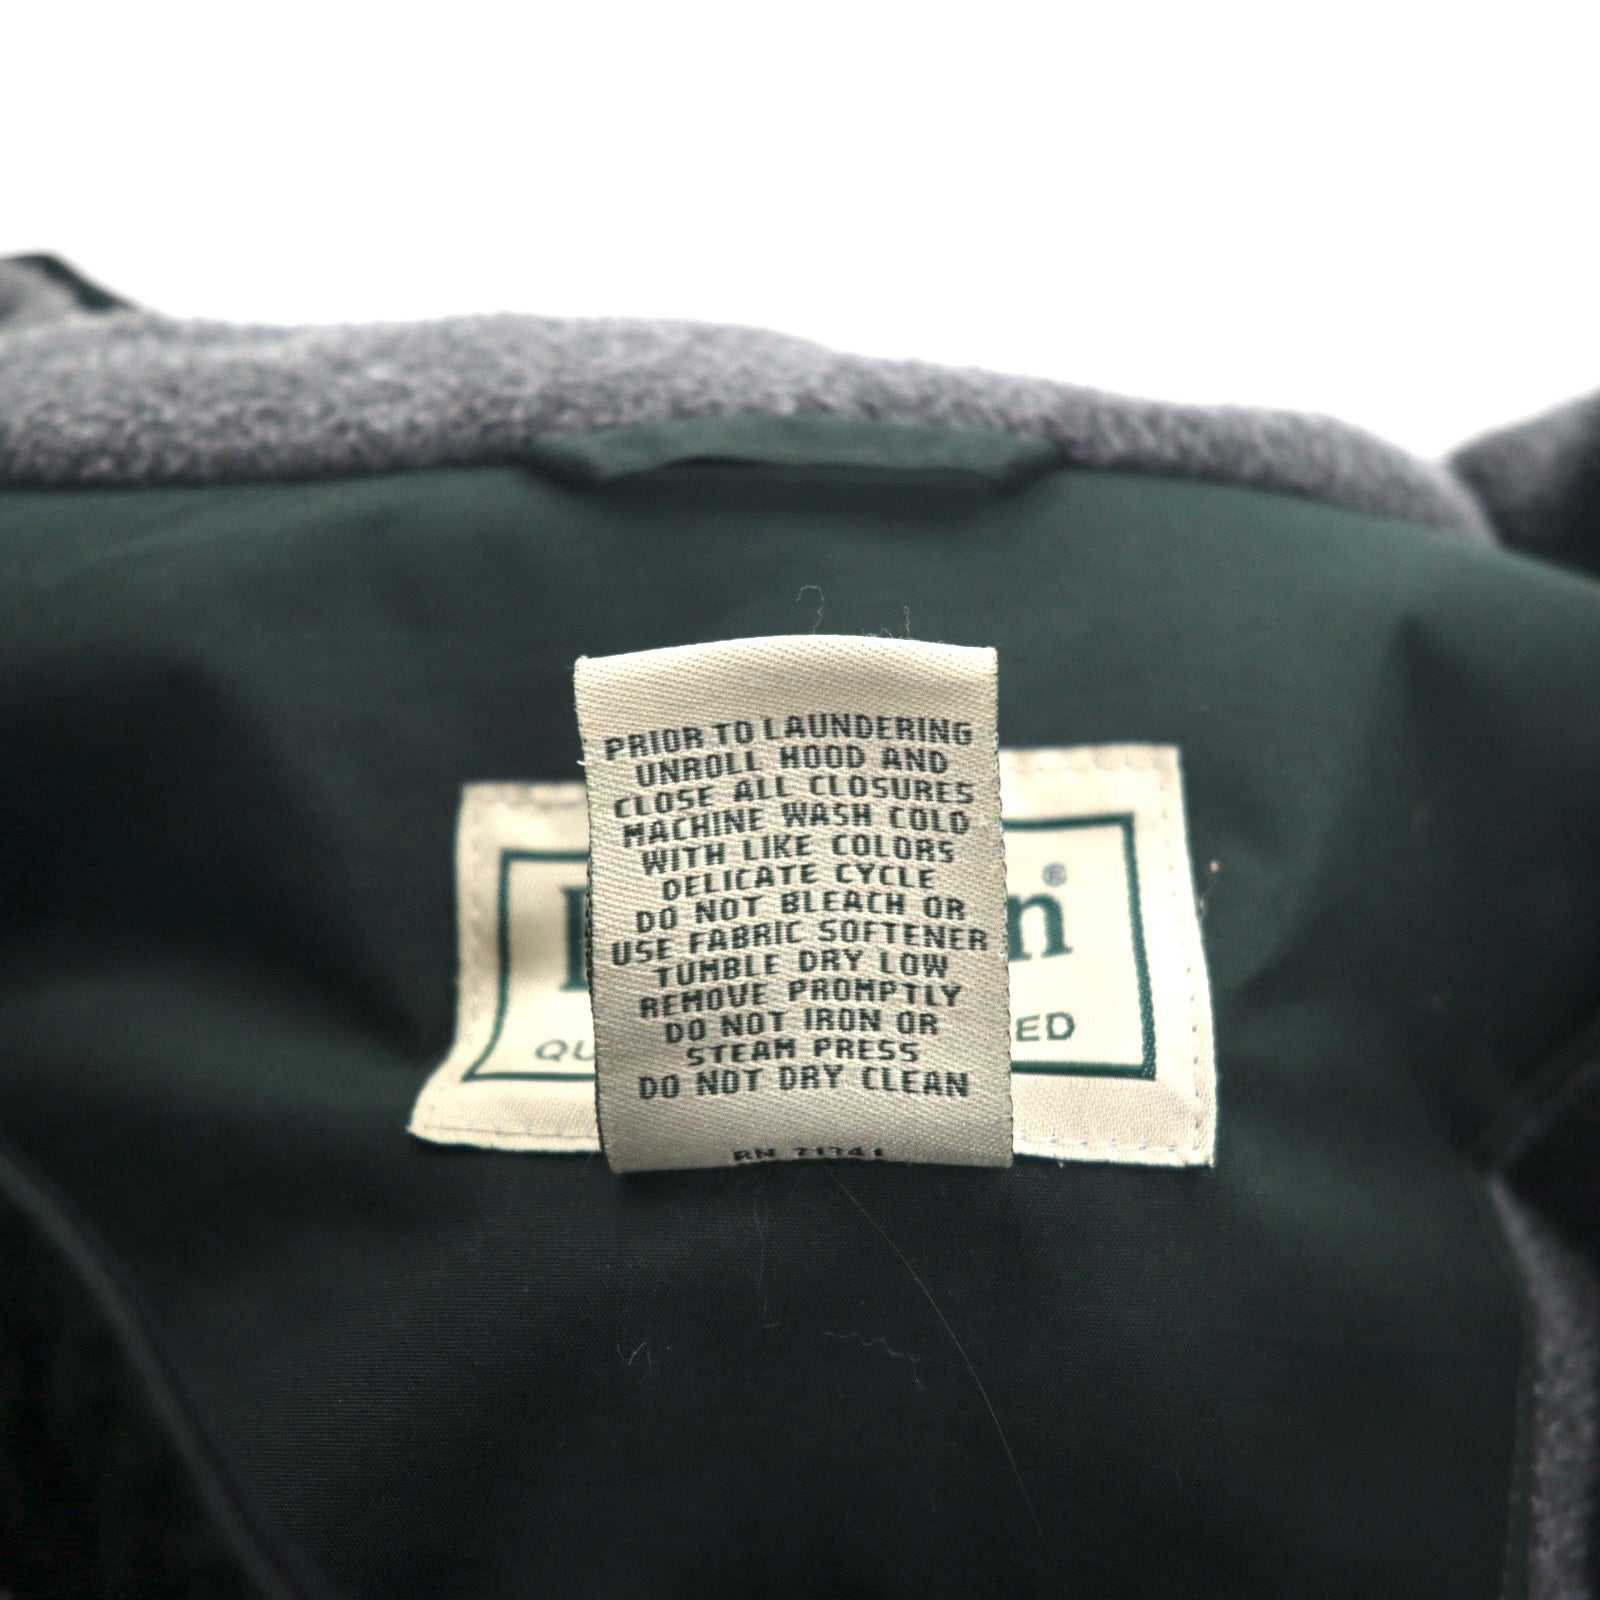 PRIOR TO LAUNDERING
UNROLL HOOD AND
CLOSE ALL CLOSURES
MACHINE WASH COLD
WITH LIKE COLORS
DELICATE CYCLE
DO NOT BLEACH OR
USE FABRIC SOFTENER
TUMBLE DRY LOW
REMOVE PROMPTLY
DO NOT IRON OR
STEAM PRESS
DO NOT DRY CLEAN
RN 71341